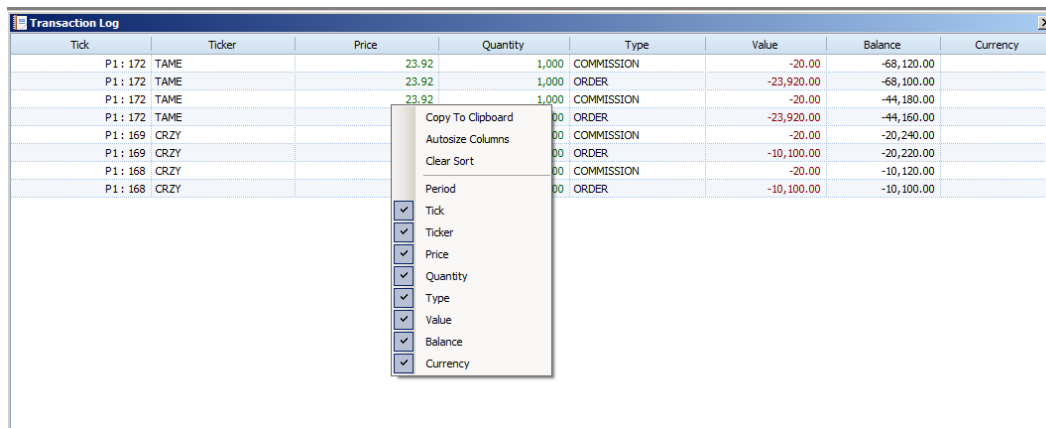 Transaction Log
Tick Ticker Price Quantity Type Value Balance Currency
P1 : 172 TAME 23.92 1,000 COMMISSION -20.00 -68,120.00
P1 : 172 TAME 23.92 1,000 ORDER -23,920.00 -68,100.00
P1 : 172 TAME 23.92 1,000 COMMISSION -20.00 -44,180.00
P1 : 172 TAME 00 ORDER -23,920.00 -44,160.00
P1 : 169 CRZY 00 COMMISSION -20.00 -20,240.00
P1 : 169 CRZY 00 ORDER -10,100.00 -20,220.00
P1 : 168 CRZY 00 COMMISSION -20.00 -10,120.00
P1 : 168 CRZY 00 ORDER -10,100.00 -10,100.00
Copy To Clipboard
Autosize Columns
Clear Sort
Period
Tick
Ticker
Price
Quantity
Type
Value
Balance
Currency